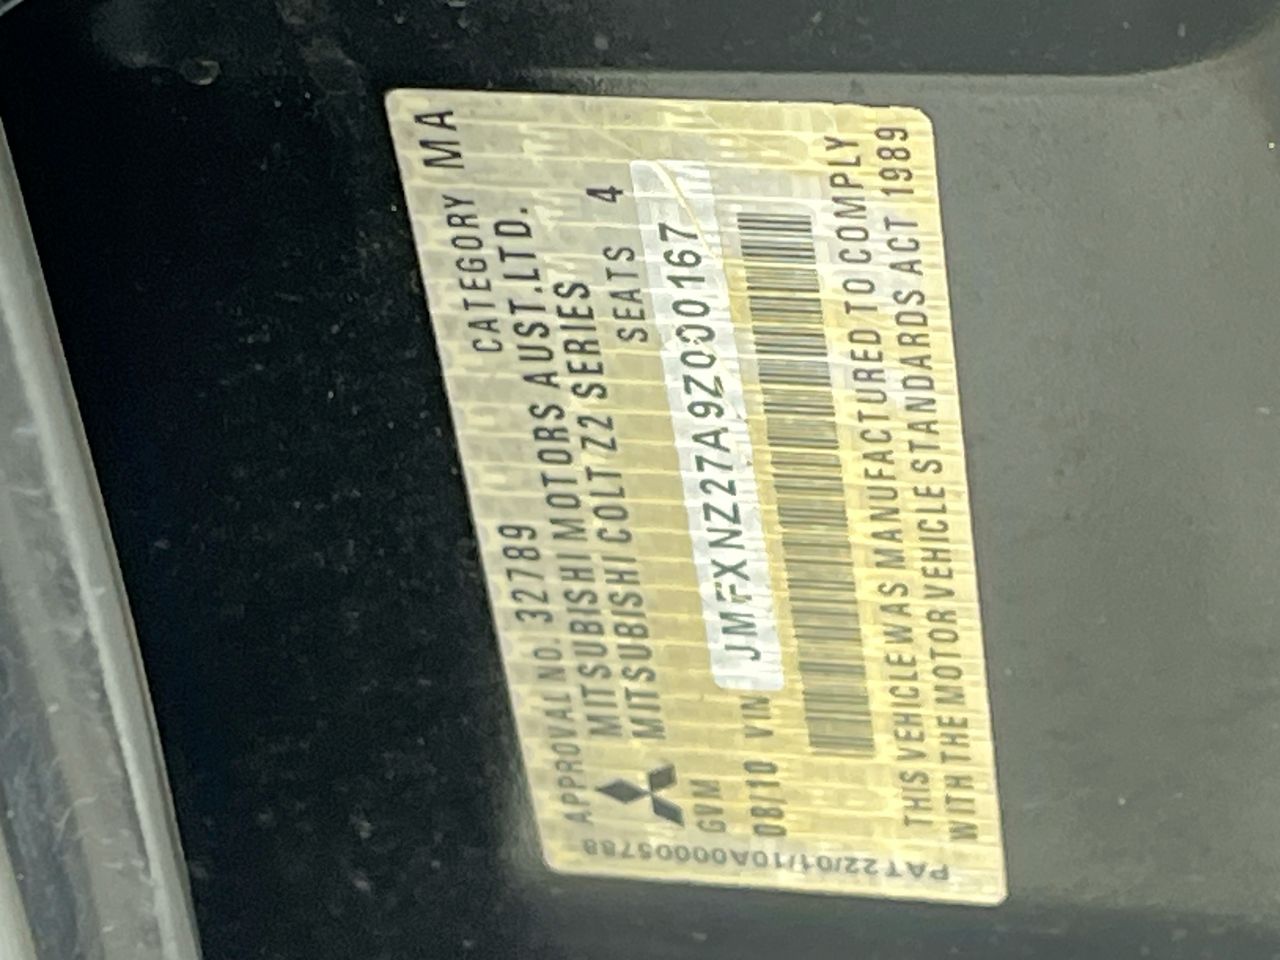 APPROVAL NO. 32789 CATEGORY MA
MITSUBISHI MOTORS AUST.LTD.
MITSUBISHI COLT Z2 SERIES
GVM SEATS 4
08/10 VIN JMFXNZ27A9Z000167
THIS VEHICLE WAS MANUFACTURED TO COMPLY
WITH THE MOTOR VEHICLE STANDARDS ACT 1989
PAT22/01/10A00005788